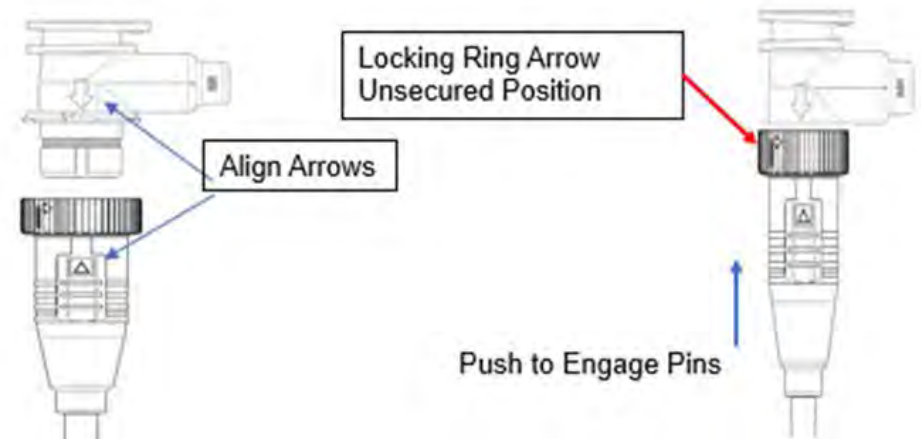 Locking Ring Arrow
Unsecured Position
Align Arrows
Push to Engage Pins